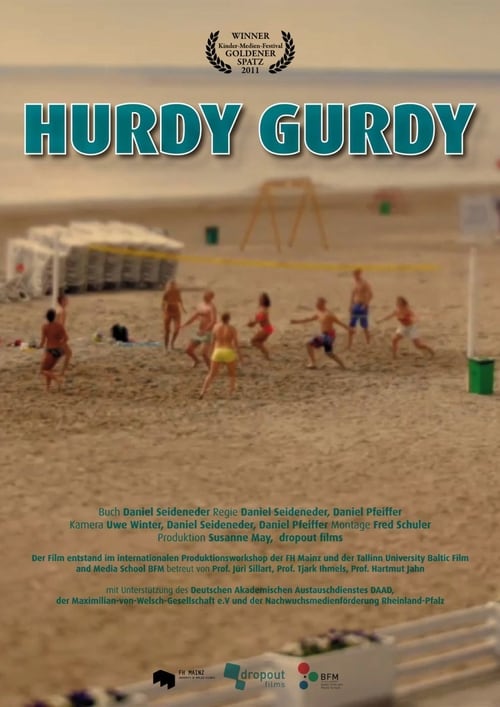 WINNER
Kinder-Medien-Festival
GOLDENER
SPATZ
2011
HURDY GURDY
Buch Daniel Seideneder Regie Daniel Seideneder, Daniel Pfeiffer
Kamera Uwe Winter, Daniel Seideneder, Daniel Pfeiffer Montage Fred Schuler
Produktion Susanne May, dropout films
Der Film entstand im internationalen Produktionsworkshop der FH Mainz und der Tallinn University Baltic Film
and Media School BFM betreut von Prof. Jüri Sillart, Prof. Tjark Ihmels, Prof. Hartmut Jahn
mit Unterstützung des Deutschen Akademischen Austauschdienstes DAAD,
der Maximilian-von-Welsch-Gesellschaft e.V und der Nachwuchsmedienförderung Rheinland-Pfalz
FH MAINZ
dropout
films
BFM